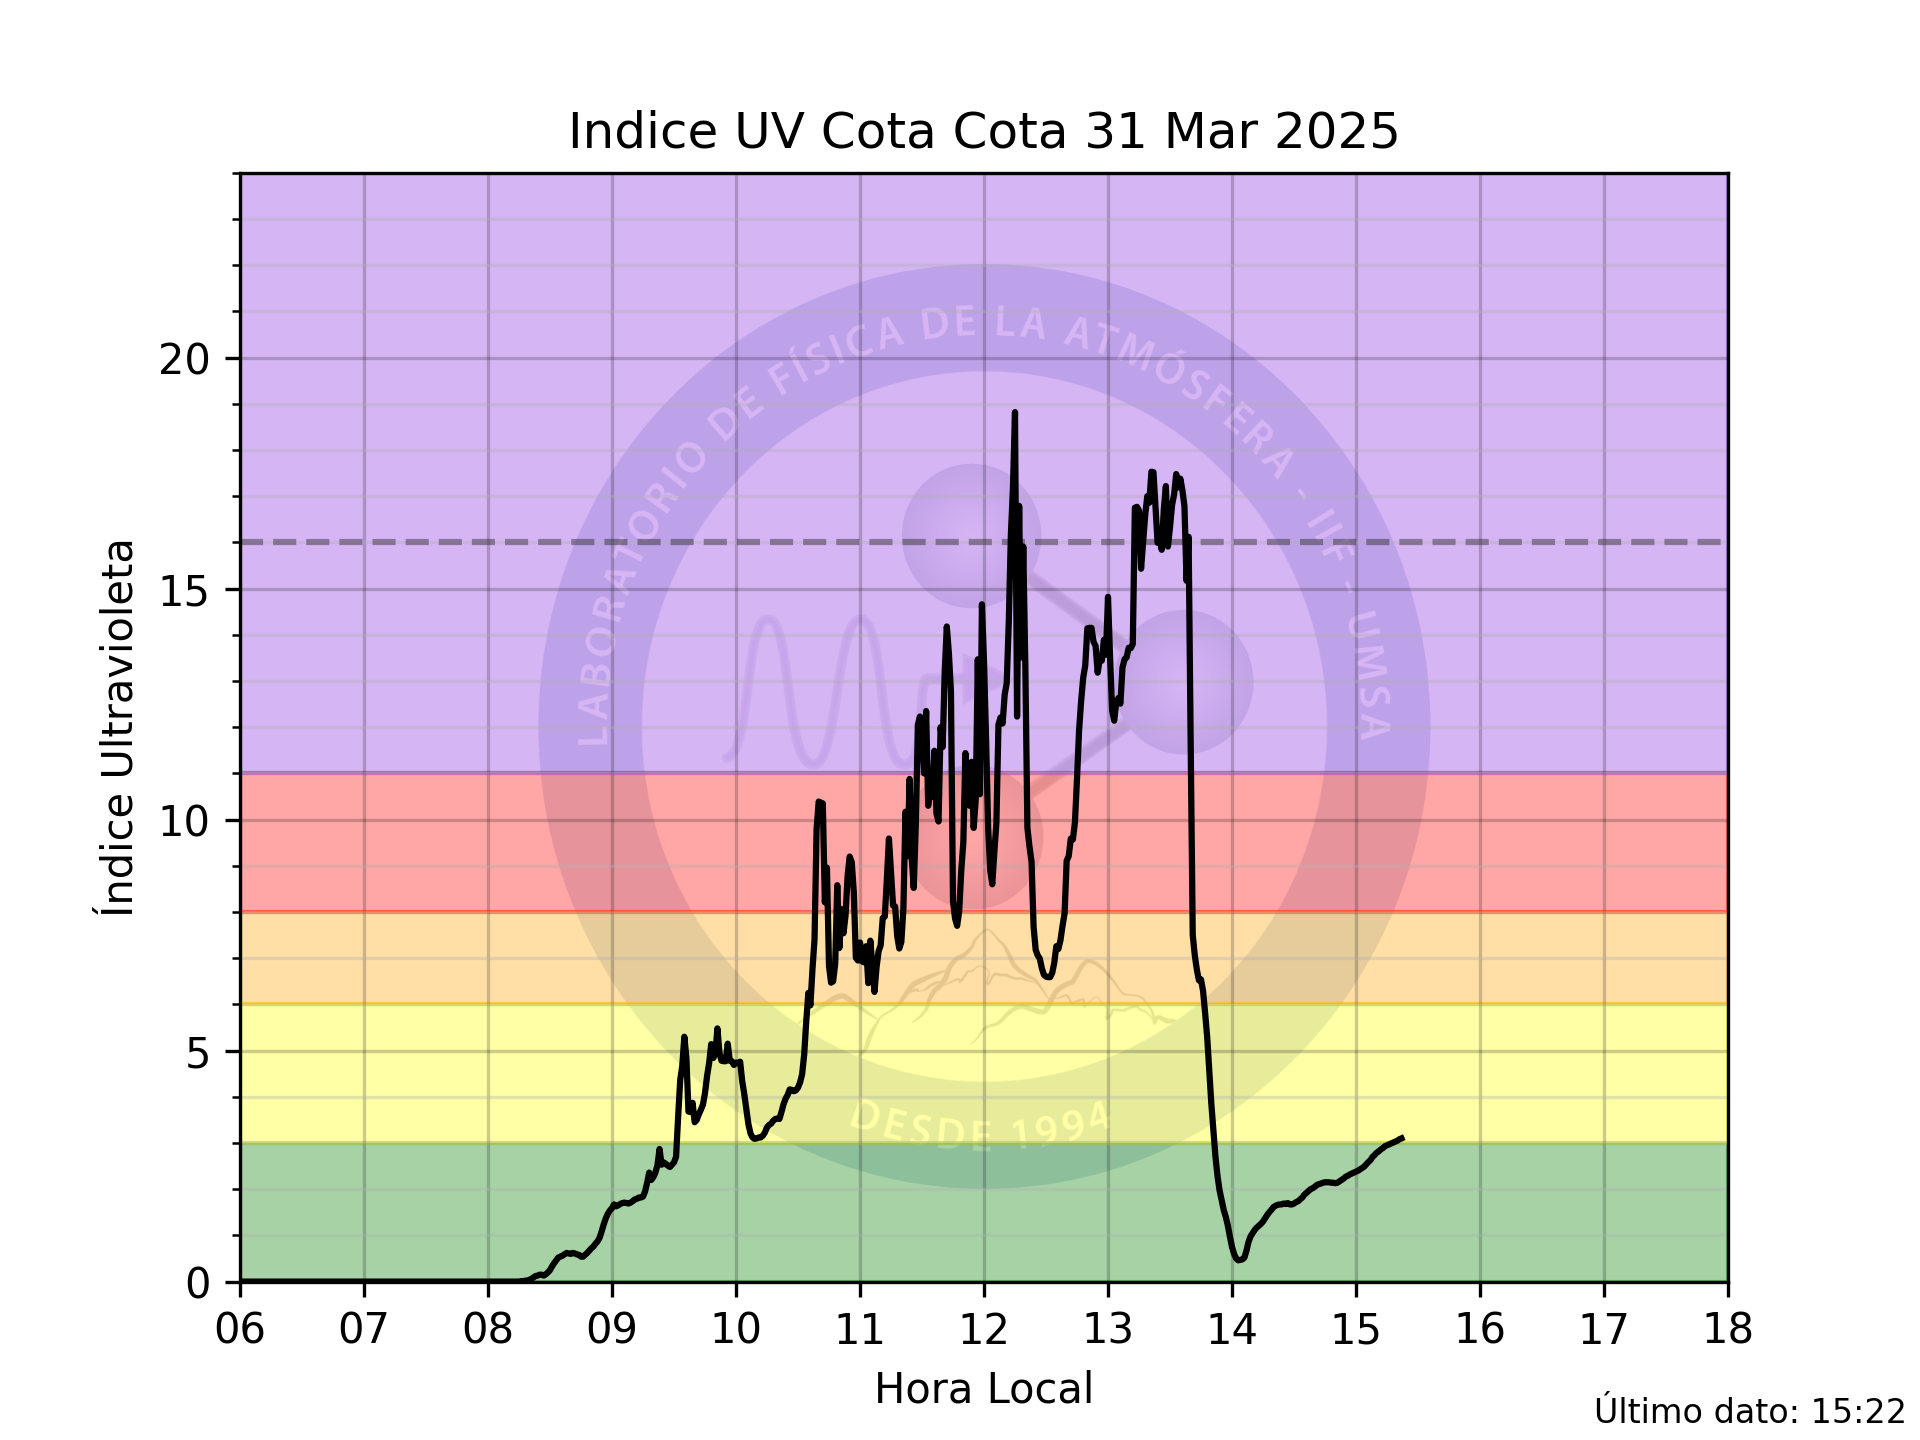 Indice UV Cota Cota 31 Mar 2025
Índice Ultravioleta
20
15
10
5
0
LABORATORIO DE FÍSICA DE LA ATMÓSFERA - IIF - UMSA
DESDE 1994
06 07 08 09 10 11 12 13 14 15 16 17 18
Hora Local
Último dato: 15:22